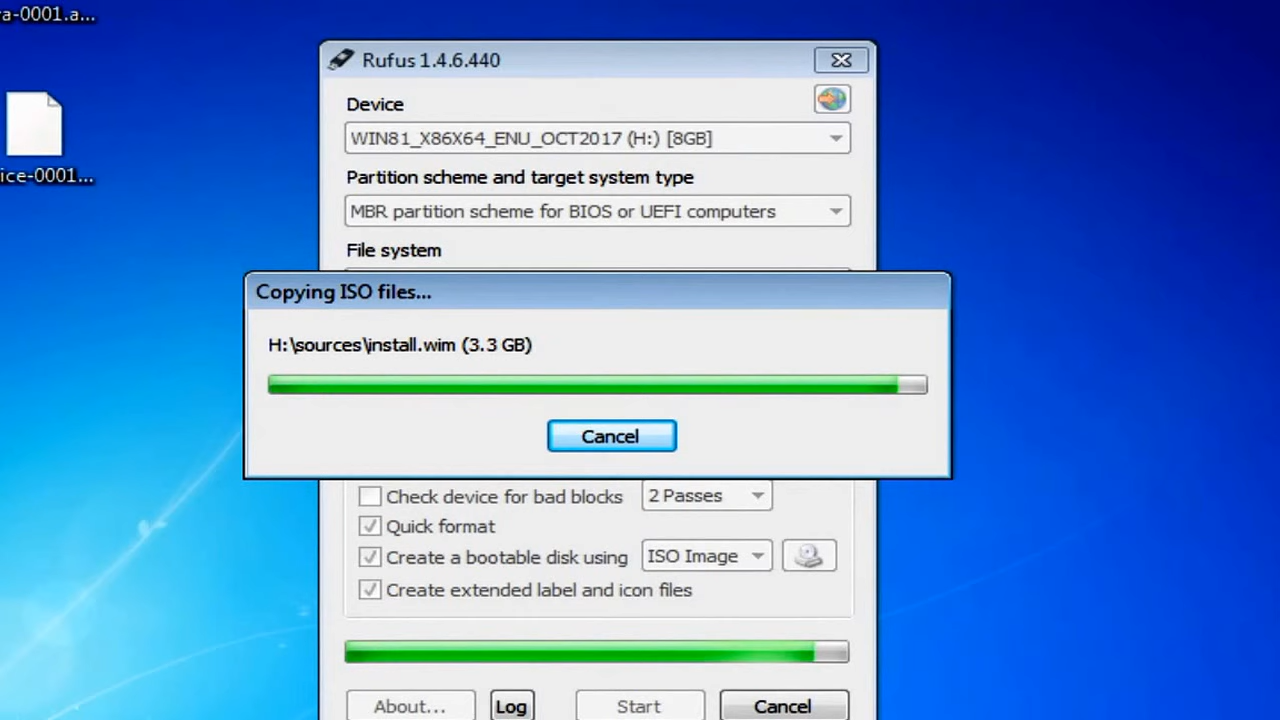 a-0001.a...
Rufus 1.4.6.440
Device
WIN81_X86X64_ENU_OCT2017 (H:) [8GB]
ice-0001...
Partition scheme and target system type
MBR partition scheme for BIOS or UEFI computers
File system
Copying ISO files...
H:\sources\install.wim (3.3 GB)
Cancel
Check device for bad blocks 2 Passes
Quick format
Create a bootable disk using ISO Image
Create extended label and icon files
About... Log Start Cancel